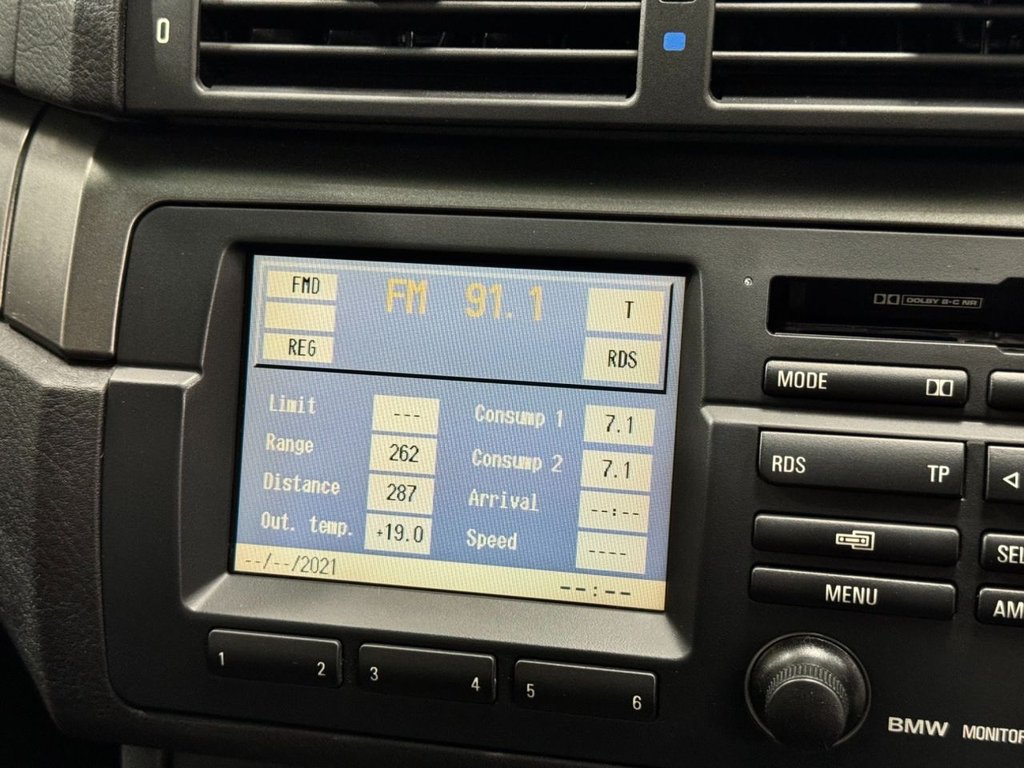 0
FMD FM 91.1 T
REG RDS
Limit --- Consump 1 7.1
Range 262 Consump 2 7.1
Distance 287 Arrival --:--
Out. temp. +19.0 Speed ----
--/--/2021 --:--
1 2 3 4 5 6
DOLBY B-C NR
MODE
RDS TP
SEL
MENU AM
BMW MONITOR